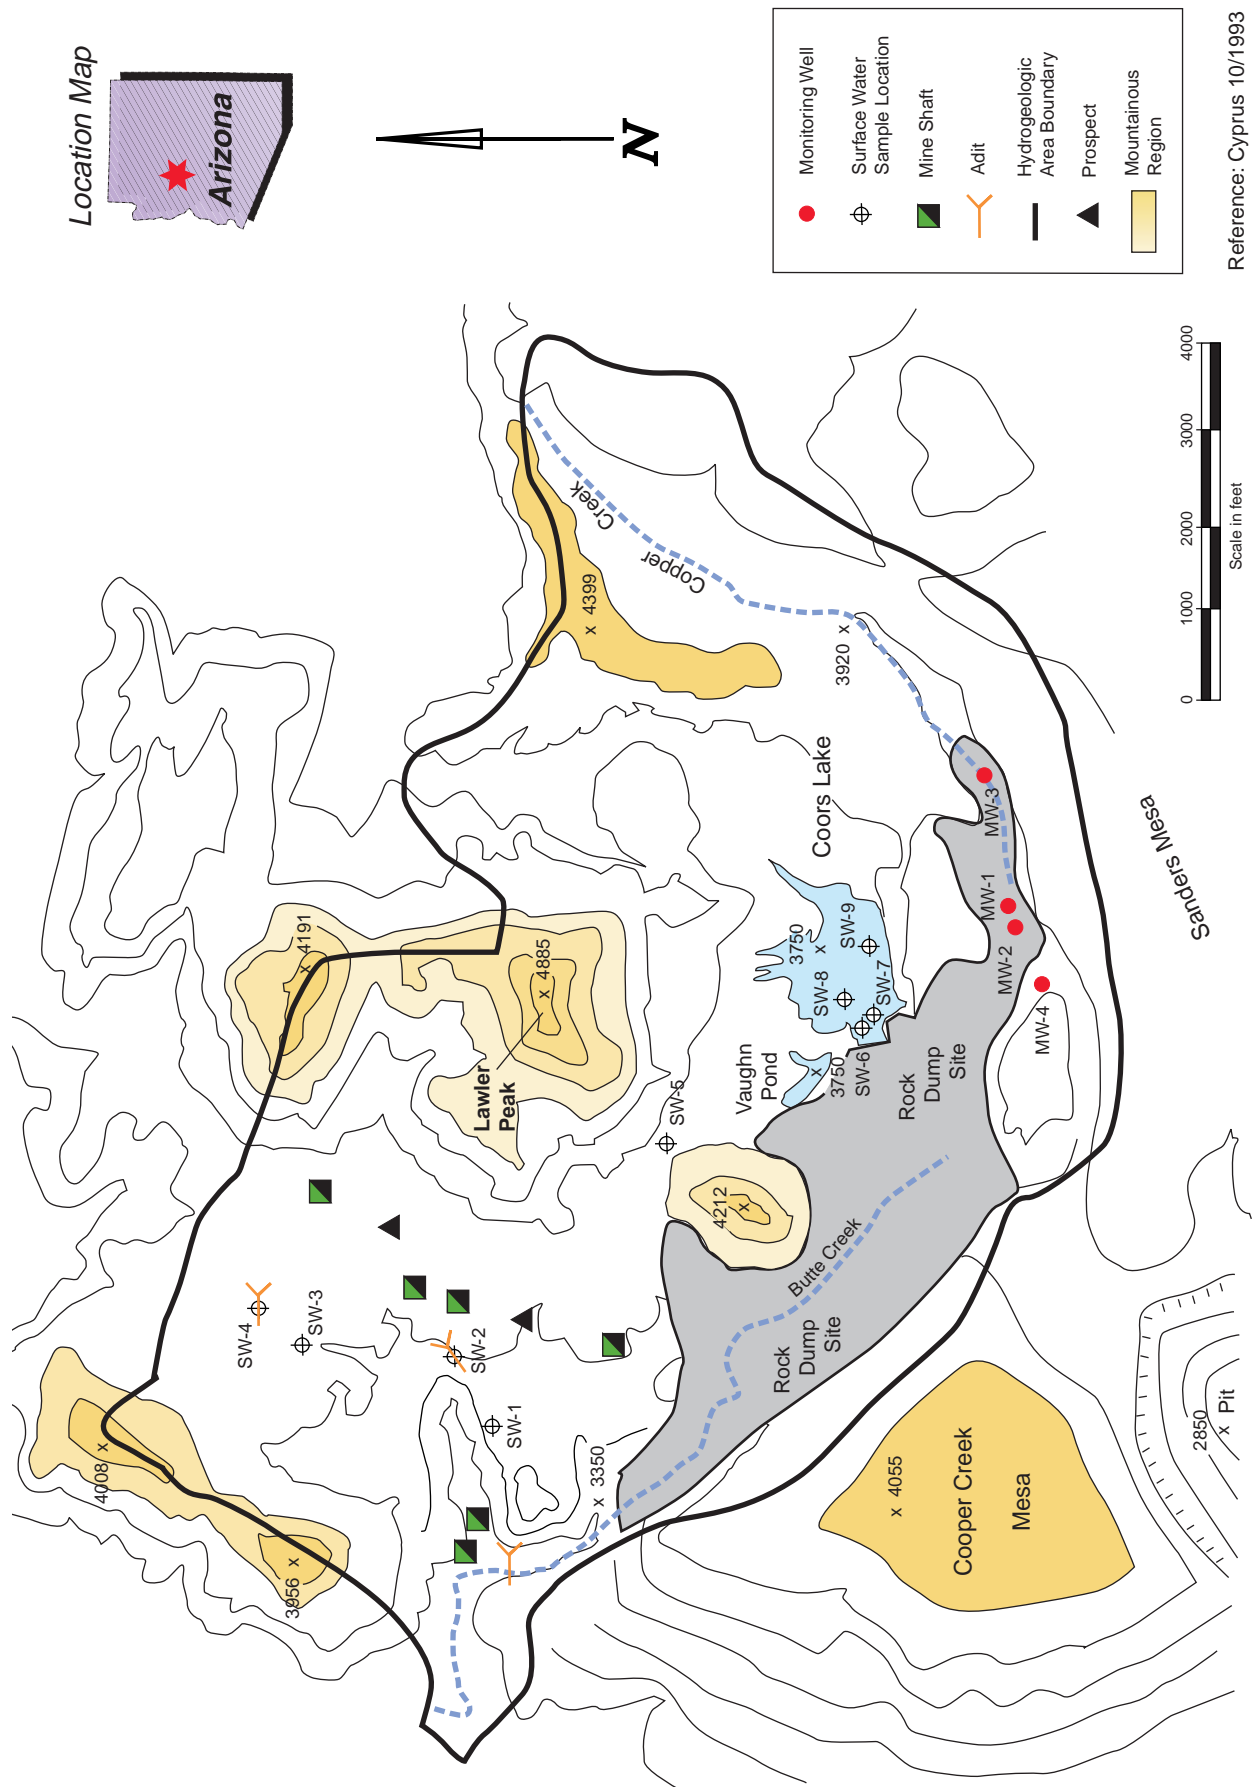 Location Map
Arizona
N
Monitoring Well
Surface Water
Sample Location
Mine Shaft
Adit
Hydrogeologic
Area Boundary
Prospect
Mountainous
Region
Reference: Cyprus 10/1993
0
1000
2000
3000
4000
Scale in feet
4008
x
3956 x
SW-4
SW-3
SW-2
SW-1
x 3350
x 4191
x 4885
Lawler
Peak
SW-5
4212
x
x 4399
Copper
Creek
3920 x
Coors Lake
3750
x
SW-9
SW-8
SW-7
SW-6
Vaughn
Pond
x
3750
Rock
Dump
Site
Butte Creek
Rock
Dump
Site
MW-3
MW-1
MW-2
MW-4
Sanders Mesa
x 4055
Cooper Creek
Mesa
2850
x Pit